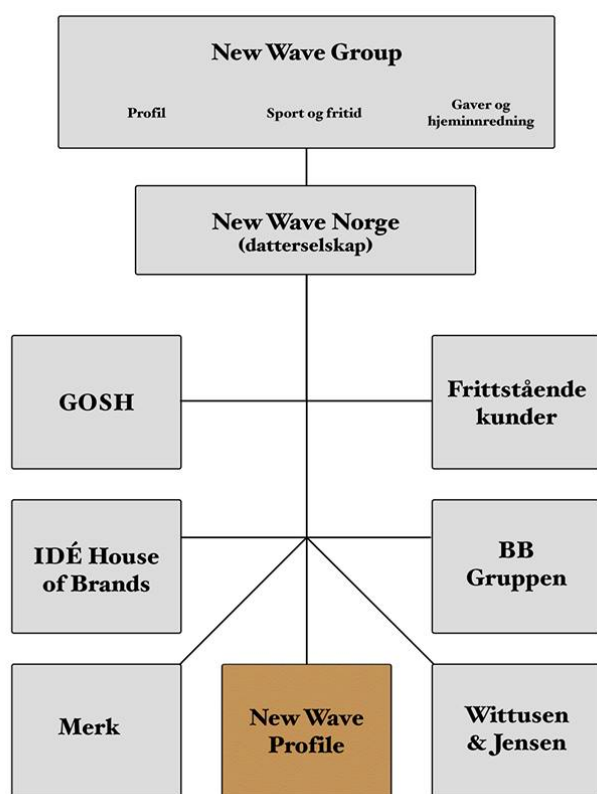 New Wave Group
Profil
Sport og fritid
Gaver og
hjeminnredning
New Wave Norge
(datterselskap)
GOSH
Frittstående
kunder
IDÉ House
of Brands
BB
Gruppen
Merk
New Wave
Profile
Wittusen
& Jensen